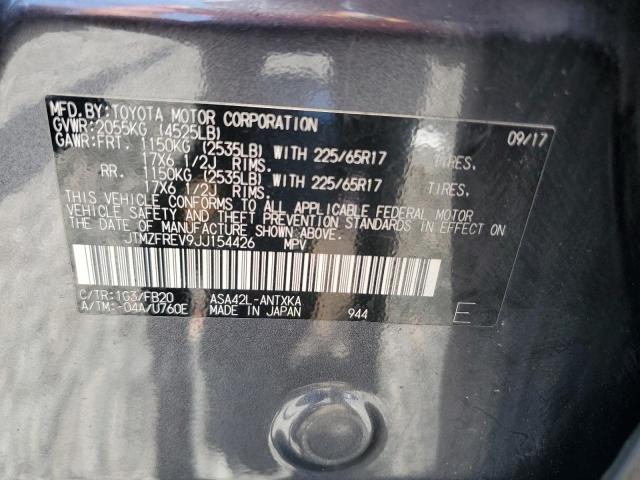 MFD.BY:TOYOTA MOTOR CORPORATION 09/17
GVWR:2055KG (4525LB)
GAWR:FRT. 1150KG (2535LB) WITH 225/65R17 TIRES.
17X6 1/2J RIMS.
RR. 1150KG (2535LB) WITH 225/65R17 TIRES.
17X6 1/2J RIMS.
THIS VEHICLE CONFORMS TO ALL APPLICABLE FEDERAL MOTOR
VEHICLE SAFETY AND THEFT PREVENTION STANDARDS IN EFFECT ON
THE DATE OF MANUFACTURE SHOWN ABOVE.
JTMZFREV9JJ154426 MPV
C/TR:1G3/FB20 ASA42L-ANTXKA
A/TM:-04A/U760E MADE IN JAPAN 944 E